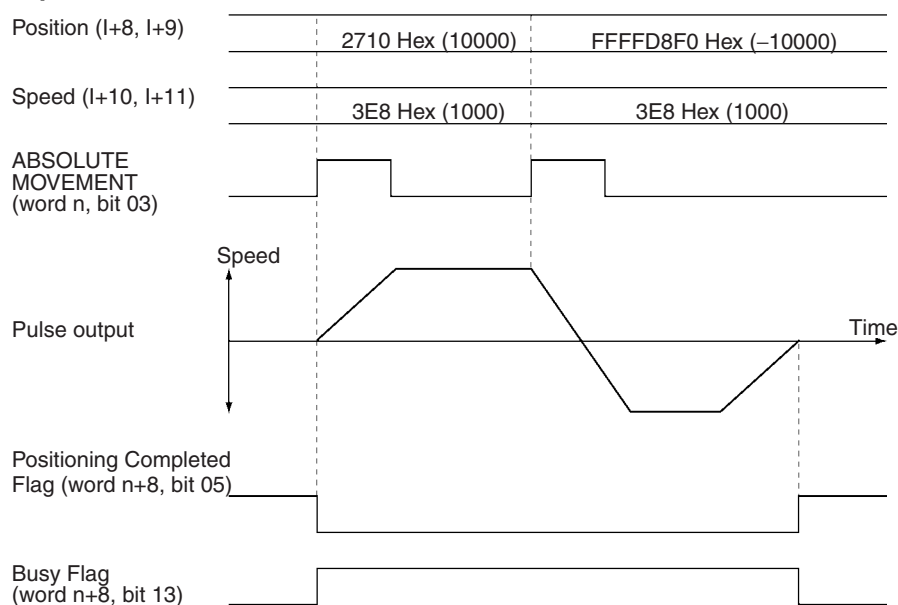 Position (I+8, I+9)
2710 Hex (10000)
FFFFD8F0 Hex (−10000)
Speed (I+10, I+11)
3E8 Hex (1000)
3E8 Hex (1000)
ABSOLUTE
MOVEMENT
(word n, bit 03)
Speed
Pulse output
Time
Positioning Completed
Flag (word n+8, bit 05)
Busy Flag
(word n+8, bit 13)